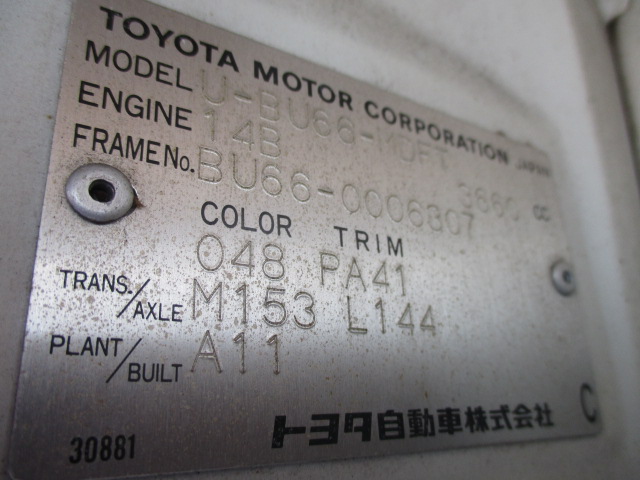 TOYOTA MOTOR CORPORATION JAPAN
MODEL U-BU66-MDFT
ENGINE 14B 3660 CC
FRAME No. BU66-0006307
COLOR TRIM
048 PA41
TRANS./AXLE M153 L144
PLANT/BUILT A11
30881 トヨタ自動車株式会社 C